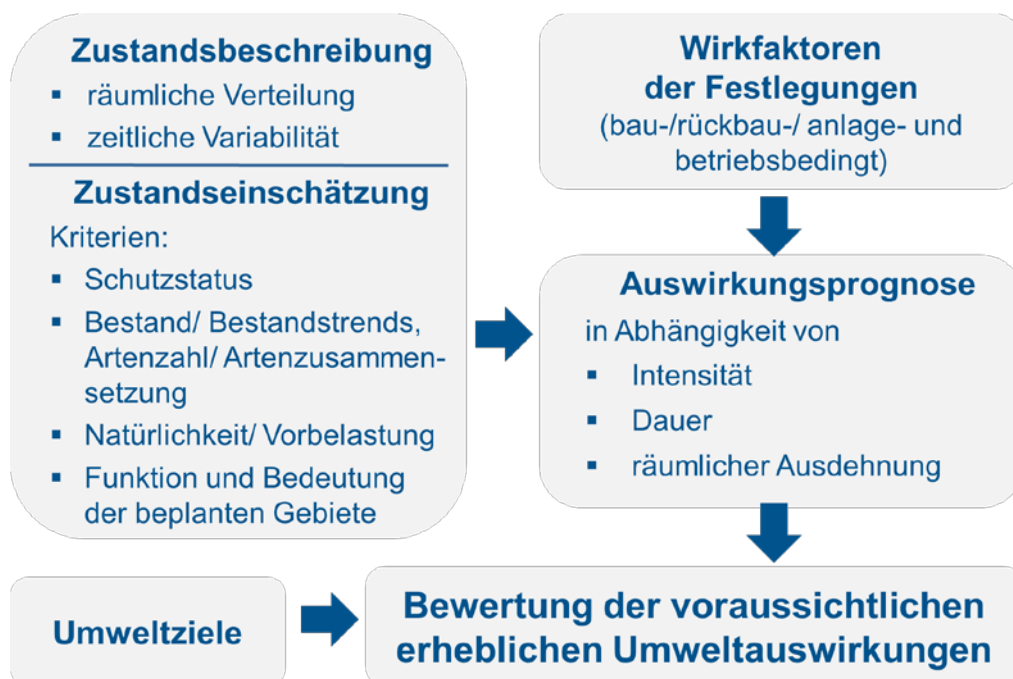 Zustandsbeschreibung
▪ räumliche Verteilung
▪ zeitliche Variabilität
Zustandseinschätzung
Kriterien:
▪ Schutzstatus
▪ Bestand/ Bestandstrends,
Artenzahl/ Artenzusammen-
setzung
▪ Natürlichkeit/ Vorbelastung
▪ Funktion und Bedeutung
der beplanten Gebiete
Wirkfaktoren
der Festlegungen
(bau-/rückbau-/ anlage- und
betriebsbedingt)
Auswirkungsprognose
in Abhängigkeit von
▪ Intensität
▪ Dauer
▪ räumlicher Ausdehnung
Umweltziele
Bewertung der voraussichtlichen
erheblichen Umweltauswirkungen